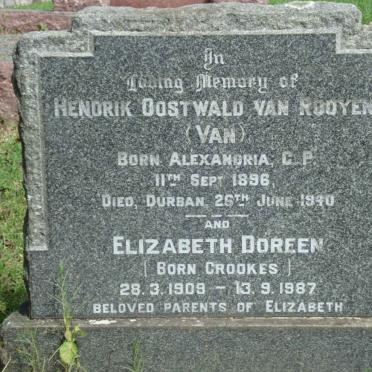 In
Loving Memory of
HENDRIK OOSTWALD VAN ROOYEN
(VAN)
BORN ALEXANDRIA, C.P.
11TH SEPT 1896,
DIED, DURBAN 26TH JUNE 1940
AND
ELIZABETH DOREEN
(BORN CROOKES)
28.3.1909 - 13.9.1987
BELOVED PARENTS OF ELIZABETH